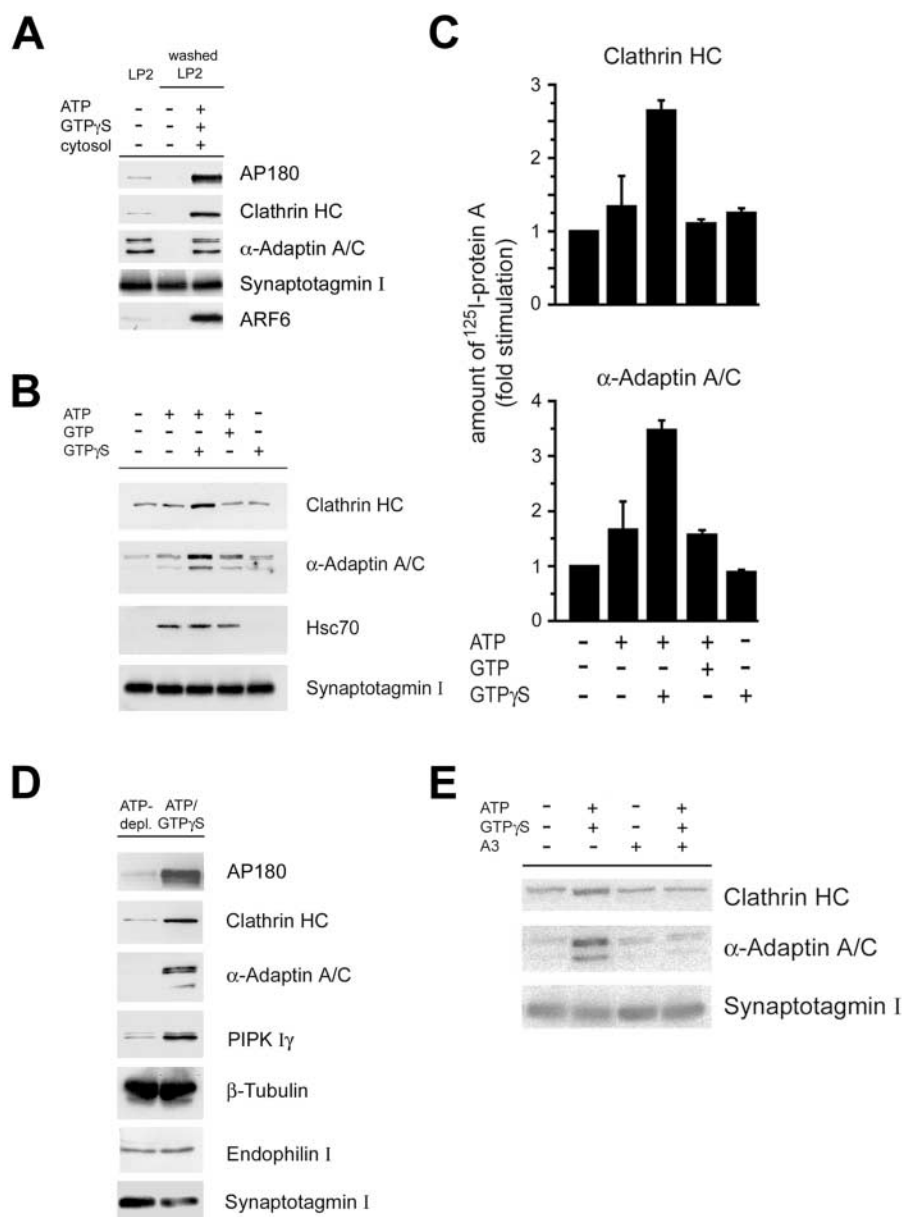 A
washed
LP2 LP2
ATP - - +
GTPγS - - +
cytosol - - +
AP180
Clathrin HC
α-Adaptin A/C
Synaptotagmin I
ARF6
B
ATP - + + + -
GTP - - - + -
GTPγS - - + - +
Clathrin HC
α-Adaptin A/C
Hsc70
Synaptotagmin I
C
Clathrin HC
3
2
1
0
amount of ¹²⁵I-protein A
(fold stimulation)
α-Adaptin A/C
4
3
2
1
0
ATP - + + + -
GTP - - - + -
GTPγS - - + - +
D
ATP- ATP/
depl. GTPγS
AP180
Clathrin HC
α-Adaptin A/C
PIPK Iγ
β-Tubulin
Endophilin I
Synaptotagmin I
E
ATP - + - +
GTPγS - + - +
A3 - - + +
Clathrin HC
α-Adaptin A/C
Synaptotagmin I